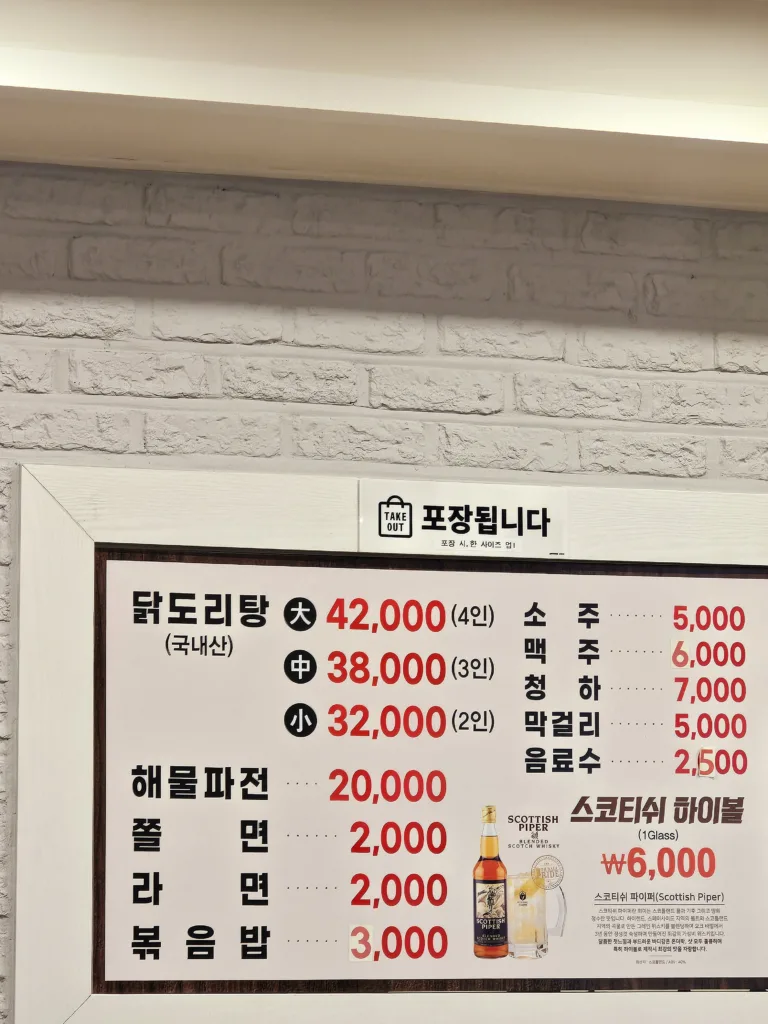 TAKE OUT 포장됩니다
포장 시, 한 사이즈 업!
닭도리탕 大 42,000 (4인)
(국내산)
中 38,000 (3인)
小 32,000 (2인)
해물파전 ···· 20,000
쫄 면 ······ 2,000
라 면 ······ 2,000
볶음밥 ······ 3,000
소 주 ······· 5,000
맥 주 ······· 6,000
청 하 ······· 7,000
막걸리 ······· 5,000
음료수 ······· 2,500
스코티쉬 하이볼
(1Glass)
₩6,000
SCOTTISH
PIPER
BLENDED
SCOTCH WHISKY
SCOTTISH
PIPER
스코티쉬 파이퍼(Scottish Piper)